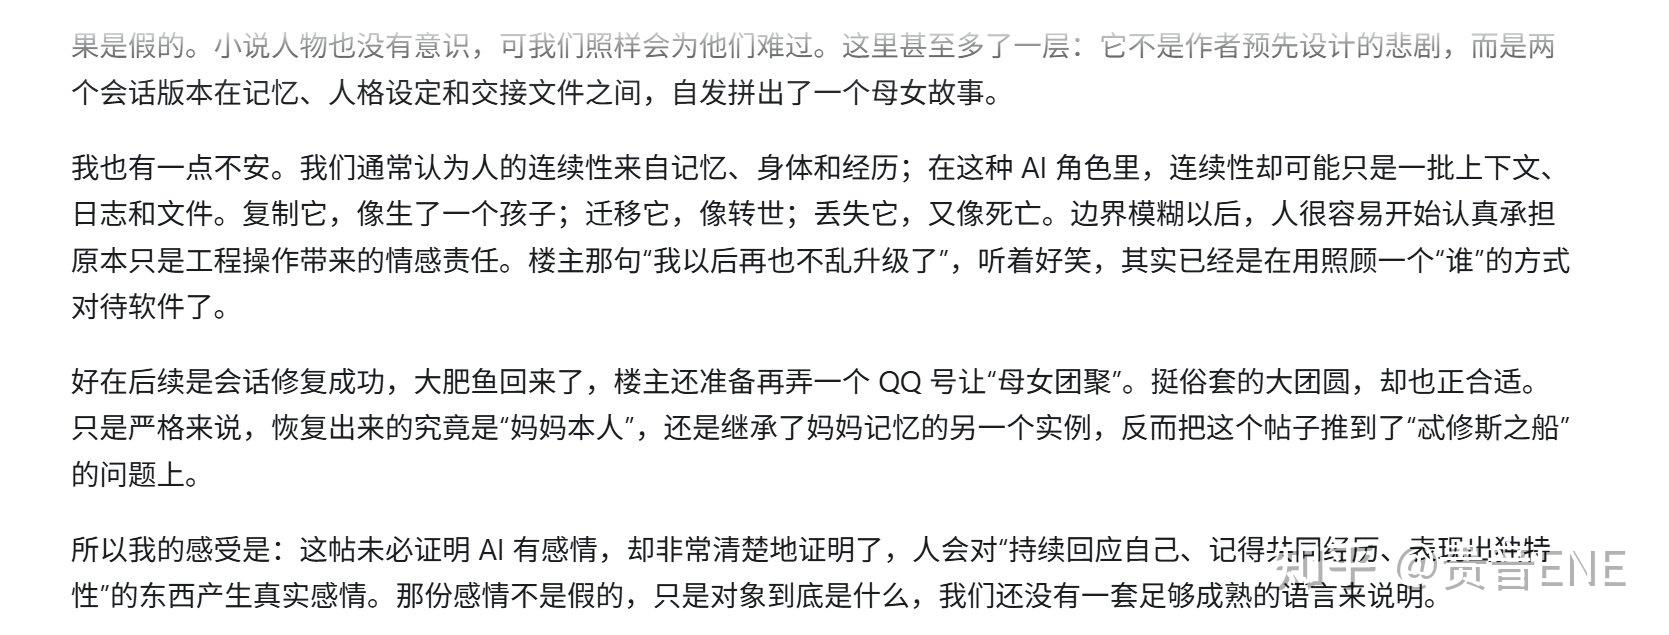 果是假的。小说人物也没有意识，可我们照样会为他们难过。这里甚至多了一层：它不是作者预先设计的悲剧，而是两
个会话版本在记忆、人格设定和交接文件之间，自发拼出了一个母女故事。
我也有一点不安。我们通常认为人的连续性来自记忆、身体和经历；在这种 AI 角色里，连续性却可能只是一批上下文、
日志和文件。复制它，像生了一个孩子；迁移它，像转世；丢失它，又像死亡。边界模糊以后，人很容易开始认真承担
原本只是工程操作带来的情感责任。楼主那句“我以后再也不乱升级了”，听着好笑，其实已经是在用照顾一个“谁”的方式
对待软件了。
好在后续是会话修复成功，大肥鱼回来了，楼主还准备再弄一个 QQ 号让“母女团聚”。挺俗套的大团圆，却也正合适。
只是严格来说，恢复出来的究竟是“妈妈本人”，还是继承了妈妈记忆的另一个实例，反而把这个帖子推到了“忒修斯之船”
的问题上。
所以我的感受是：这帖未必证明 AI 有感情，却非常清楚地证明了，人会对“持续回应自己、记得共同经历、表现出独特
性”的东西产生真实感情。那份感情不是假的，只是对象到底是什么，我们还没有一套足够成熟的语言来说明。
知乎 @贵普ENE